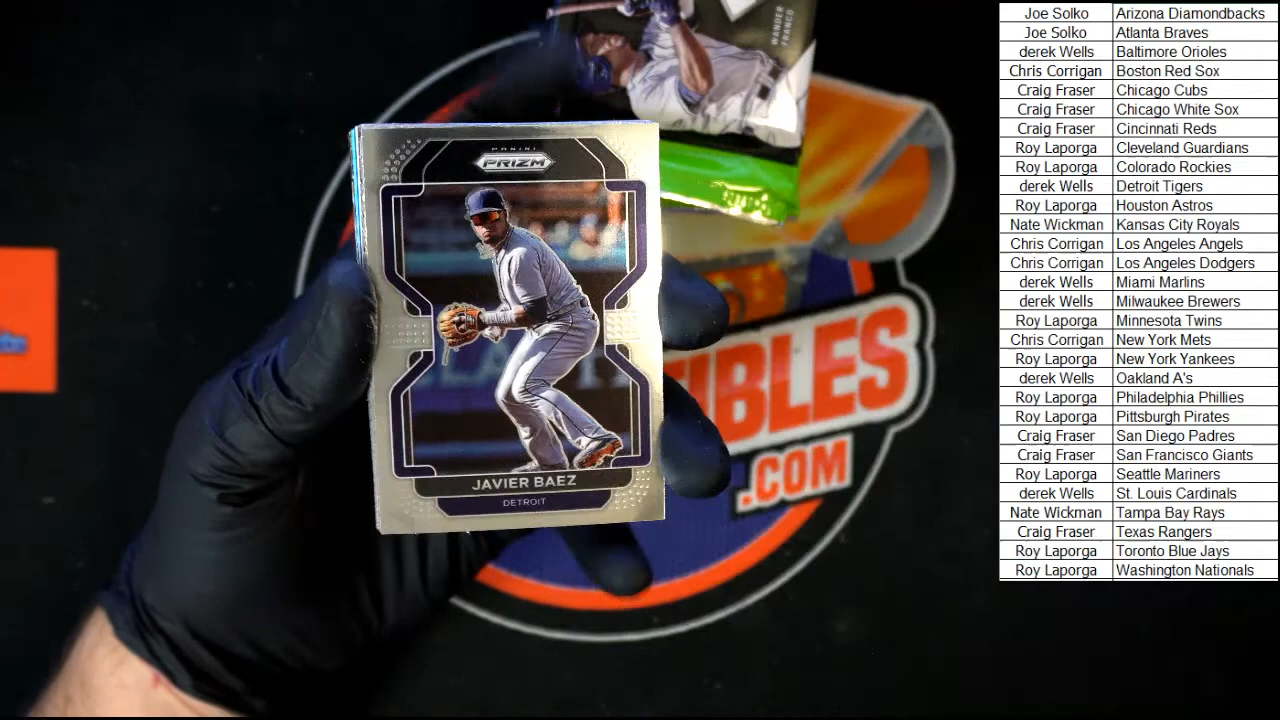 WANDER
FRANCO
PANINI
PRIZM
JAVIER BAEZ
DETROIT
IBLES
.COM
Joe Solko Arizona Diamondbacks
Joe Solko Atlanta Braves
derek Wells Baltimore Orioles
Chris Corrigan Boston Red Sox
Craig Fraser Chicago Cubs
Craig Fraser Chicago White Sox
Craig Fraser Cincinnati Reds
Roy Laporga Cleveland Guardians
Roy Laporga Colorado Rockies
derek Wells Detroit Tigers
Roy Laporga Houston Astros
Nate Wickman Kansas City Royals
Chris Corrigan Los Angeles Angels
Chris Corrigan Los Angeles Dodgers
derek Wells Miami Marlins
derek Wells Milwaukee Brewers
Roy Laporga Minnesota Twins
Chris Corrigan New York Mets
Roy Laporga New York Yankees
derek Wells Oakland A's
Roy Laporga Philadelphia Phillies
Roy Laporga Pittsburgh Pirates
Craig Fraser San Diego Padres
Craig Fraser San Francisco Giants
Roy Laporga Seattle Mariners
derek Wells St. Louis Cardinals
Nate Wickman Tampa Bay Rays
Craig Fraser Texas Rangers
Roy Laporga Toronto Blue Jays
Roy Laporga Washington Nationals